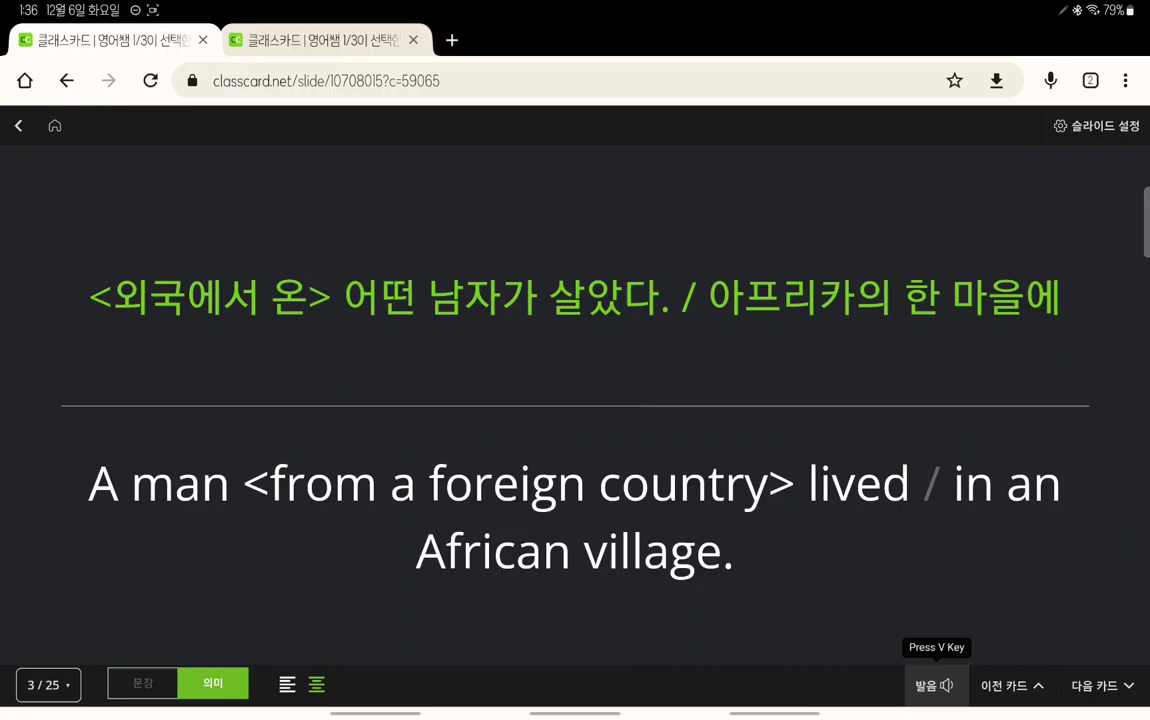 1:36 12월 6일 화요일 79%
클래스카드 | 영어쌤 1/3이 선택한 클래스카드 | 영어쌤 1/3이 선택한
classcard.net/slide/10708015?c=59065 2
슬라이드 설정
<외국에서 온> 어떤 남자가 살았다. / 아프리카의 한 마을에
A man <from a foreign country> lived / in an
African village.
Press V Key
3 / 25 문장 의미 발음 이전 카드 다음 카드